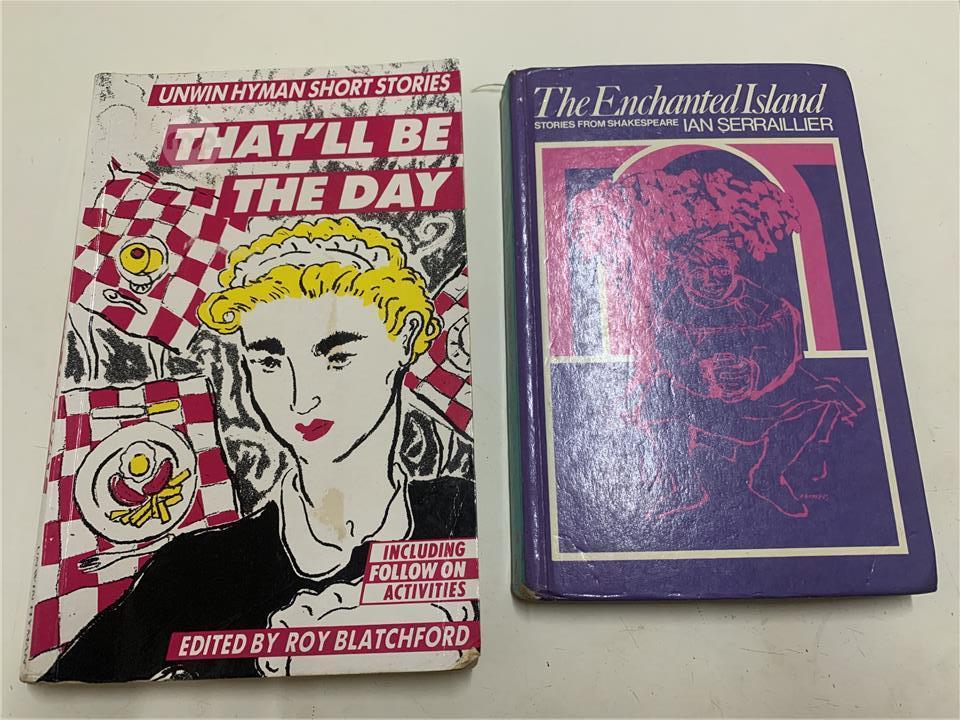 UNWIN HYMAN SHORT STORIES
THAT'LL BE
THE DAY
INCLUDING
FOLLOW ON
ACTIVITIES
EDITED BY ROY BLATCHFORD
The Enchanted Island
STORIES FROM SHAKESPEARE IAN SERRAILLIER